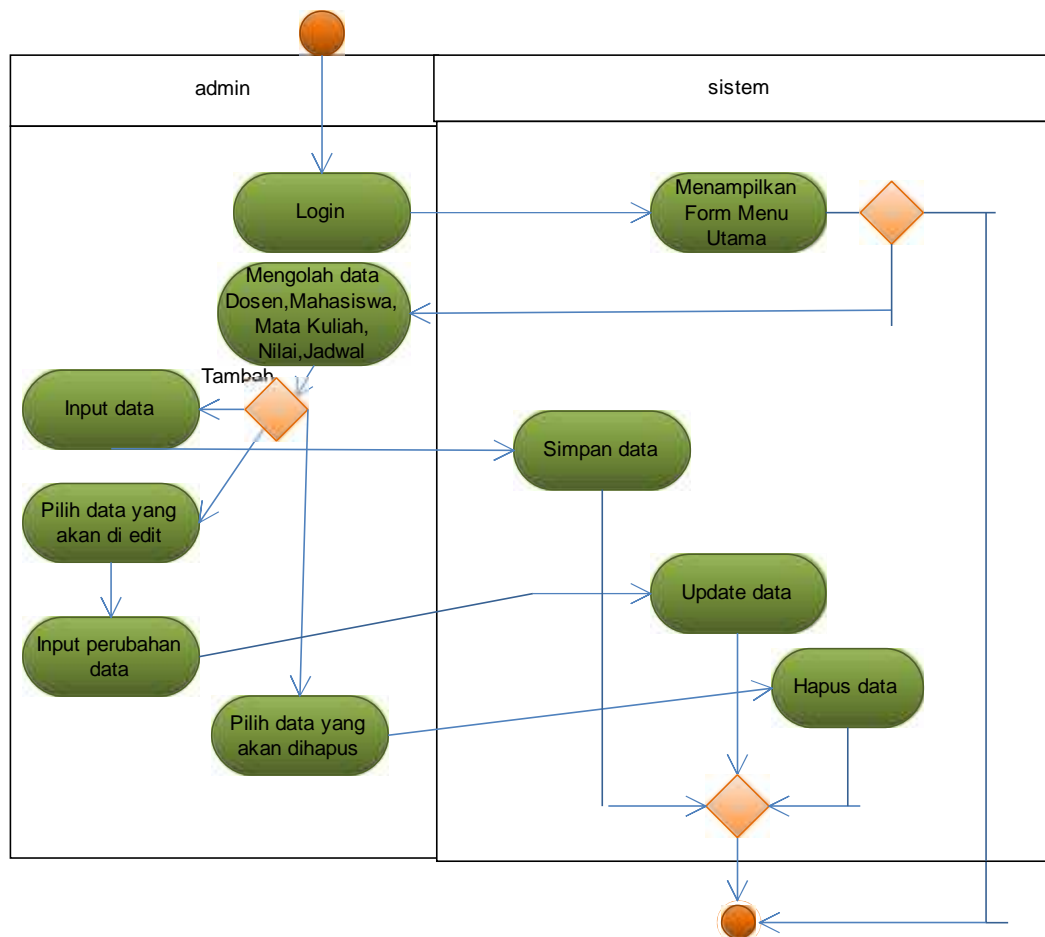 admin
sistem
Login
Menampilkan
Form Menu
Utama
Mengolah data
Dosen,Mahasiswa,
Mata Kuliah,
Nilai,Jadwal
Tambah
Input data
Simpan data
Pilih data yang
akan di edit
Update data
Input perubahan
data
Hapus data
Pilih data yang
akan dihapus